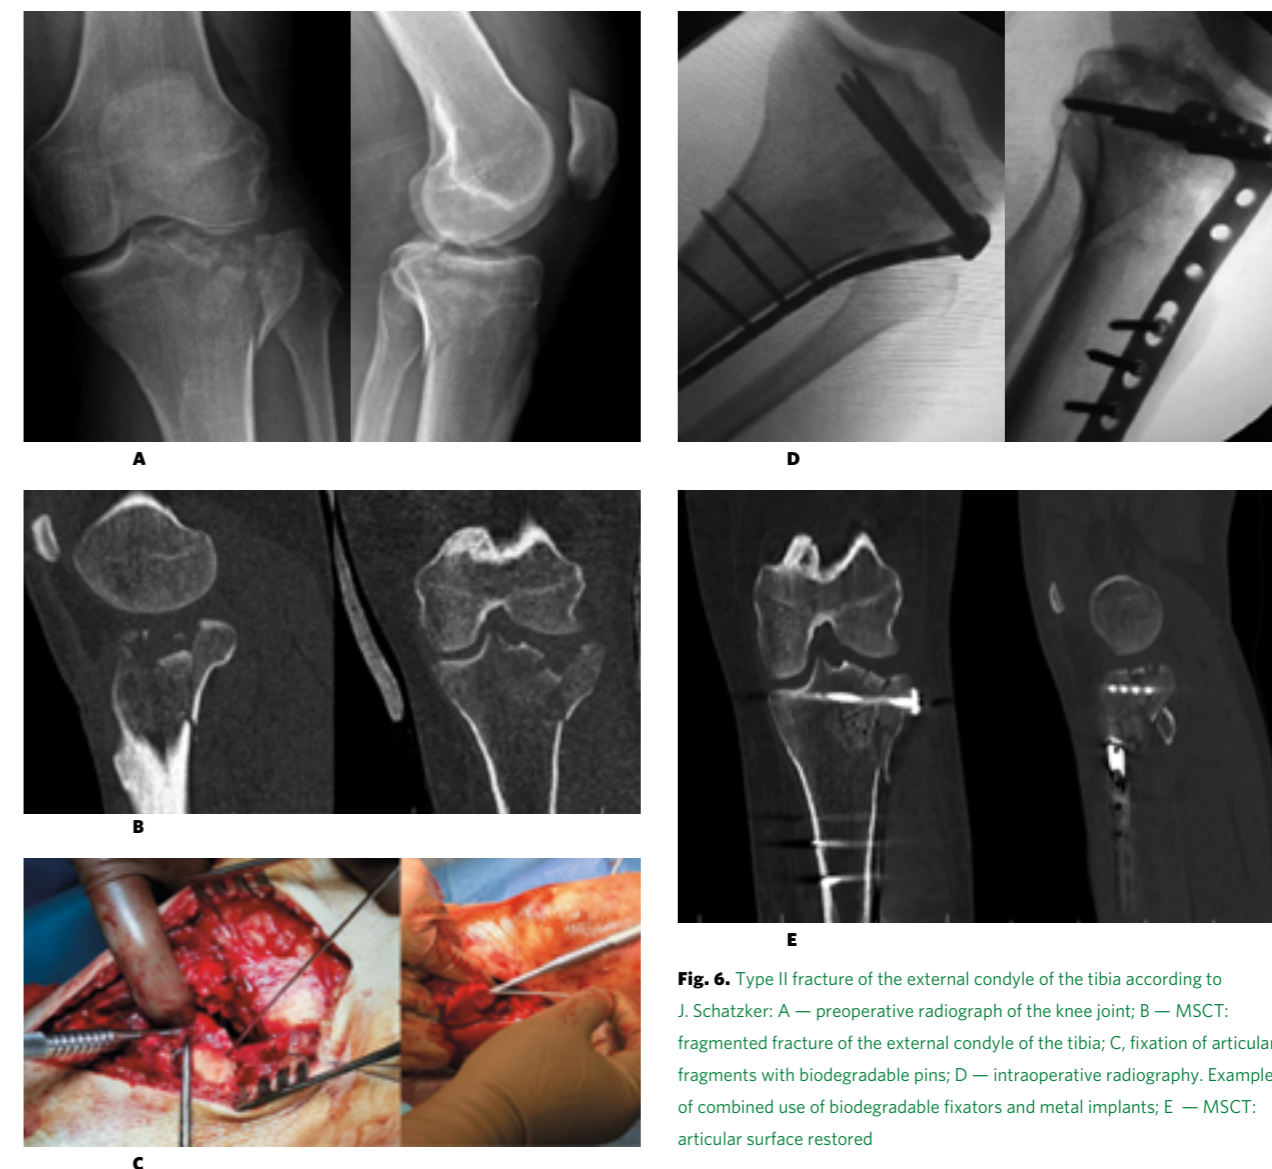 A
B
C
D
E
Fig. 6. Type II fracture of the external condyle of the tibia according to
J. Schatzker: A — preoperative radiograph of the knee joint; B — MSCT:
fragmented fracture of the external condyle of the tibia; C, fixation of articular
fragments with biodegradable pins; D — intraoperative radiography. Example
of combined use of biodegradable fixators and metal implants; E — MSCT:
articular surface restored